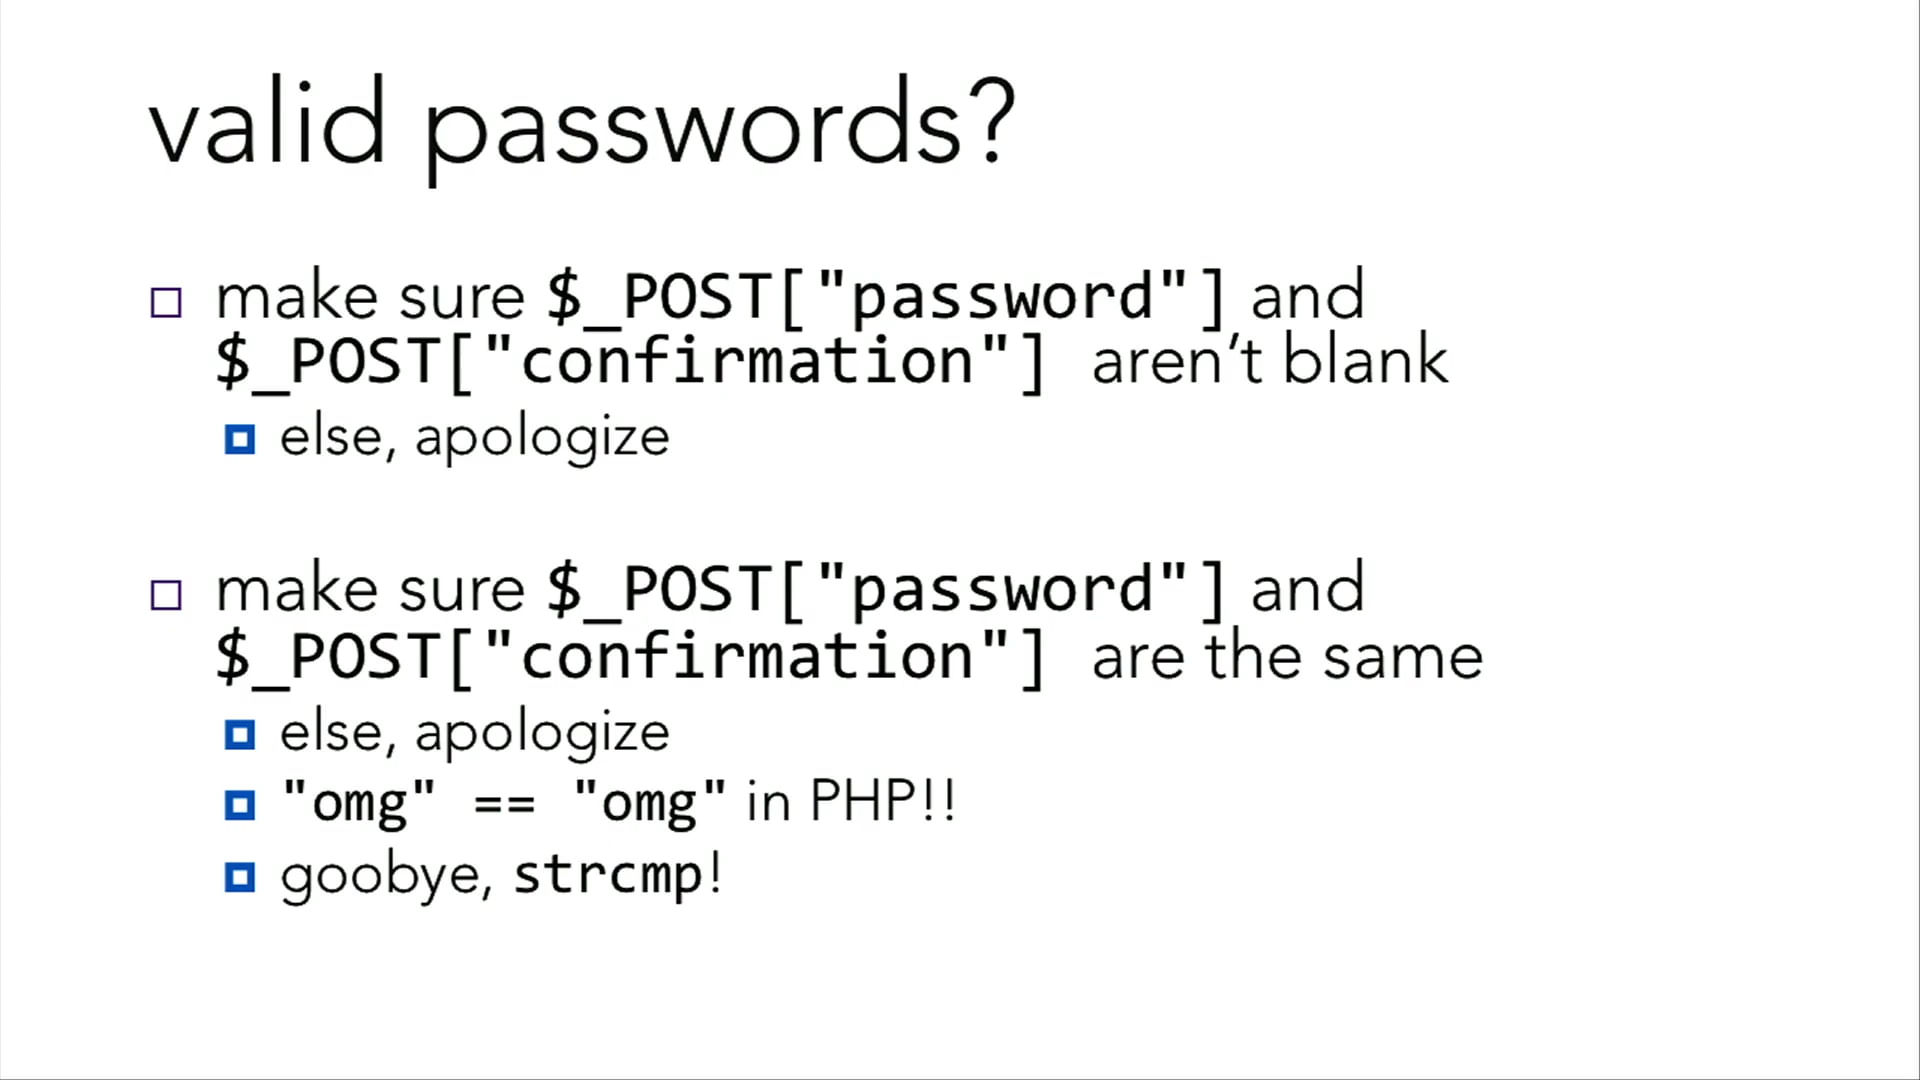 valid passwords?
make sure $_POST["password"] and
$_POST["confirmation"] aren’t blank
else, apologize
make sure $_POST["password"] and
$_POST["confirmation"] are the same
else, apologize
"omg" == "omg" in PHP!!
goobye, strcmp!